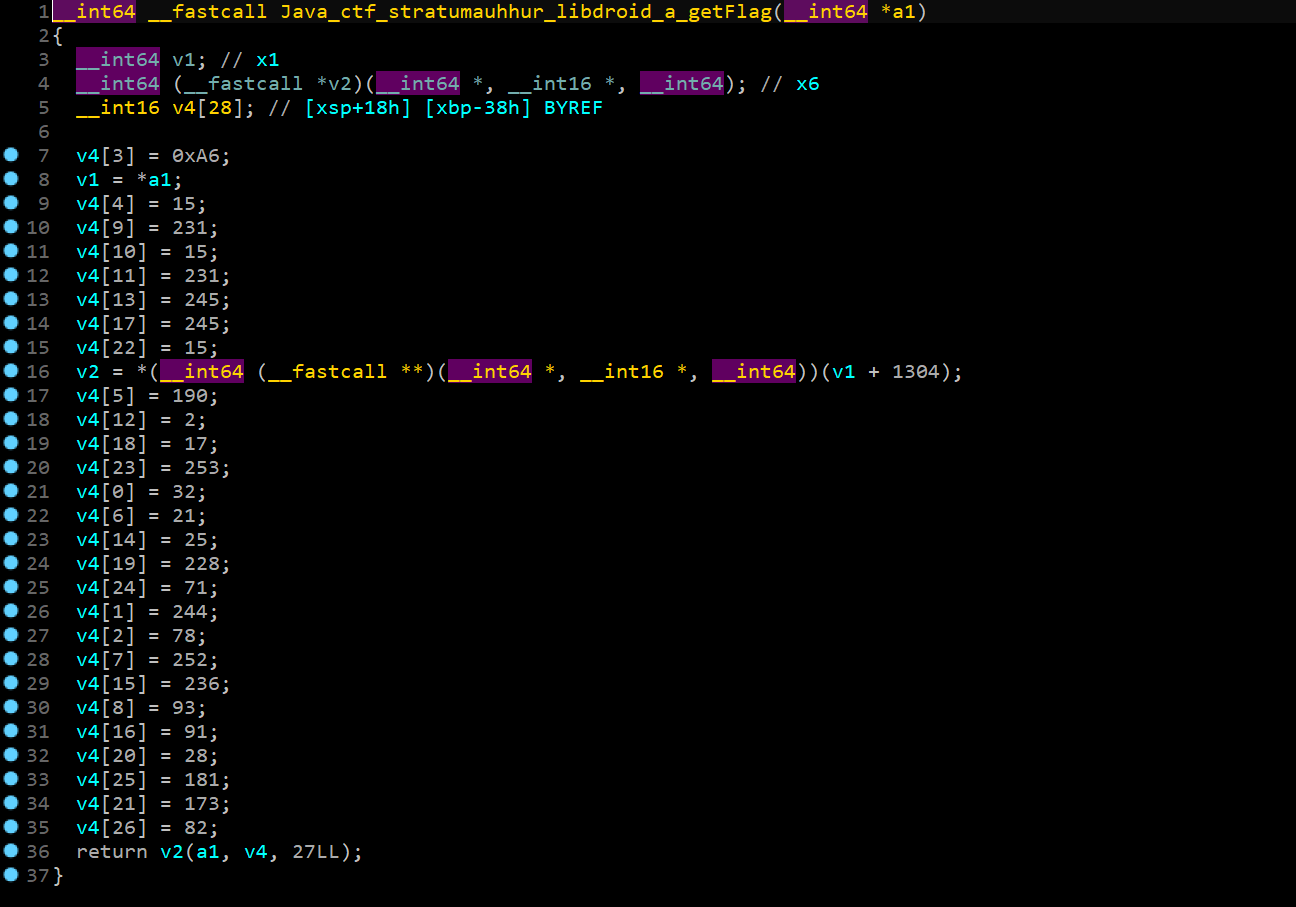 1 __int64 __fastcall Java_ctf_stratumauhhur_libdroid_a_getFlag(__int64 *a1)
2 {
3   __int64 v1; // x1
4   __int64 (__fastcall *v2)(__int64 *, __int16 *, __int64); // x6
5   __int16 v4[28]; // [xsp+18h] [xbp-38h] BYREF
6
7   v4[3] = 0xA6;
8   v1 = *a1;
9   v4[4] = 15;
10   v4[9] = 231;
11   v4[10] = 15;
12   v4[11] = 231;
13   v4[13] = 245;
14   v4[17] = 245;
15   v4[22] = 15;
16   v2 = *(__int64 (__fastcall **)(__int64 *, __int16 *, __int64))(v1 + 1304);
17   v4[5] = 190;
18   v4[12] = 2;
19   v4[18] = 17;
20   v4[23] = 253;
21   v4[0] = 32;
22   v4[6] = 21;
23   v4[14] = 25;
24   v4[19] = 228;
25   v4[24] = 71;
26   v4[1] = 244;
27   v4[2] = 78;
28   v4[7] = 252;
29   v4[15] = 236;
30   v4[8] = 93;
31   v4[16] = 91;
32   v4[20] = 28;
33   v4[25] = 181;
34   v4[21] = 173;
35   v4[26] = 82;
36   return v2(a1, v4, 27LL);
37 }